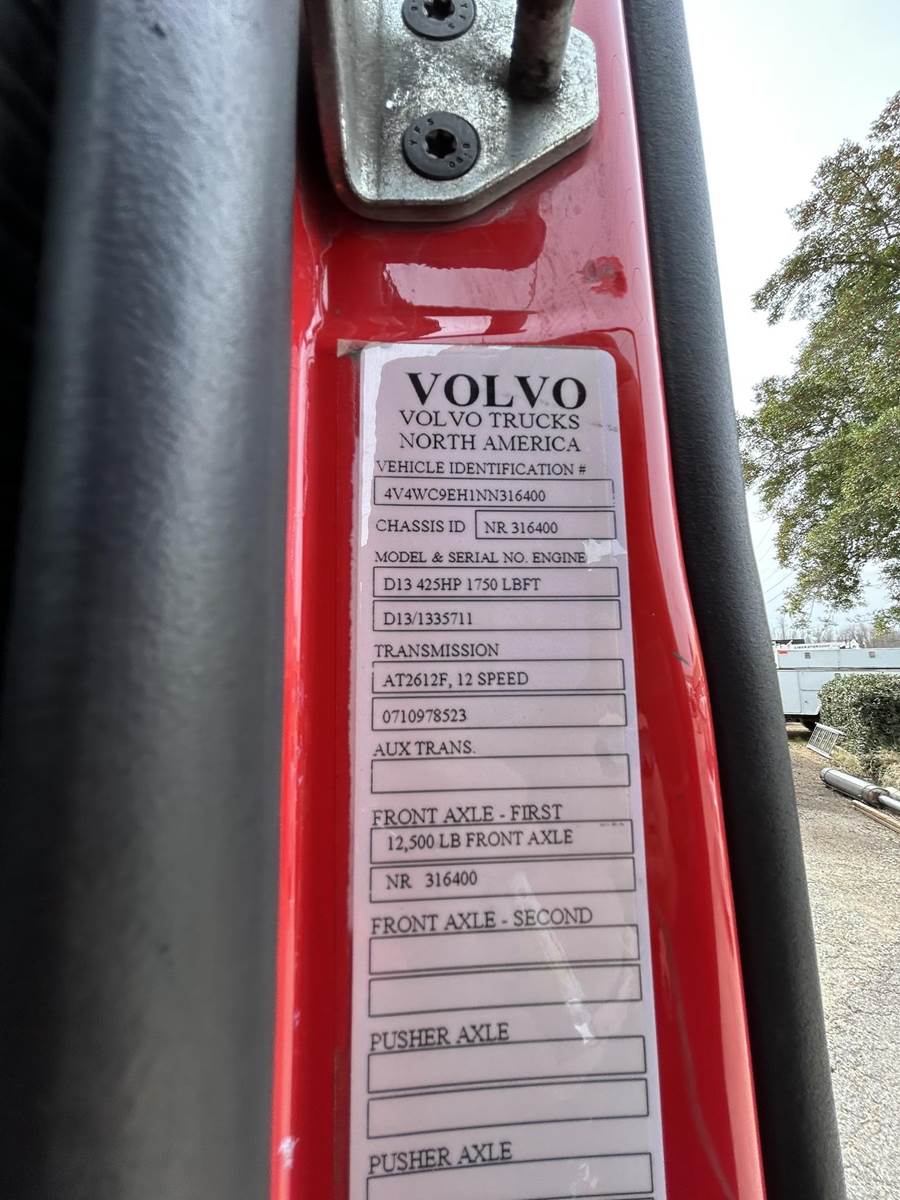 VOLVO
VOLVO TRUCKS
NORTH AMERICA
VEHICLE IDENTIFICATION #
4V4WC9EH1NN316400
CHASSIS ID NR 316400
MODEL & SERIAL NO. ENGINE
D13 425HP 1750 LBFT
D13/1335711
TRANSMISSION
AT2612F, 12 SPEED
0710978523
AUX TRANS.
FRONT AXLE - FIRST
12,500 LB FRONT AXLE
NR 316400
FRONT AXLE - SECOND
PUSHER AXLE
PUSHER AXLE